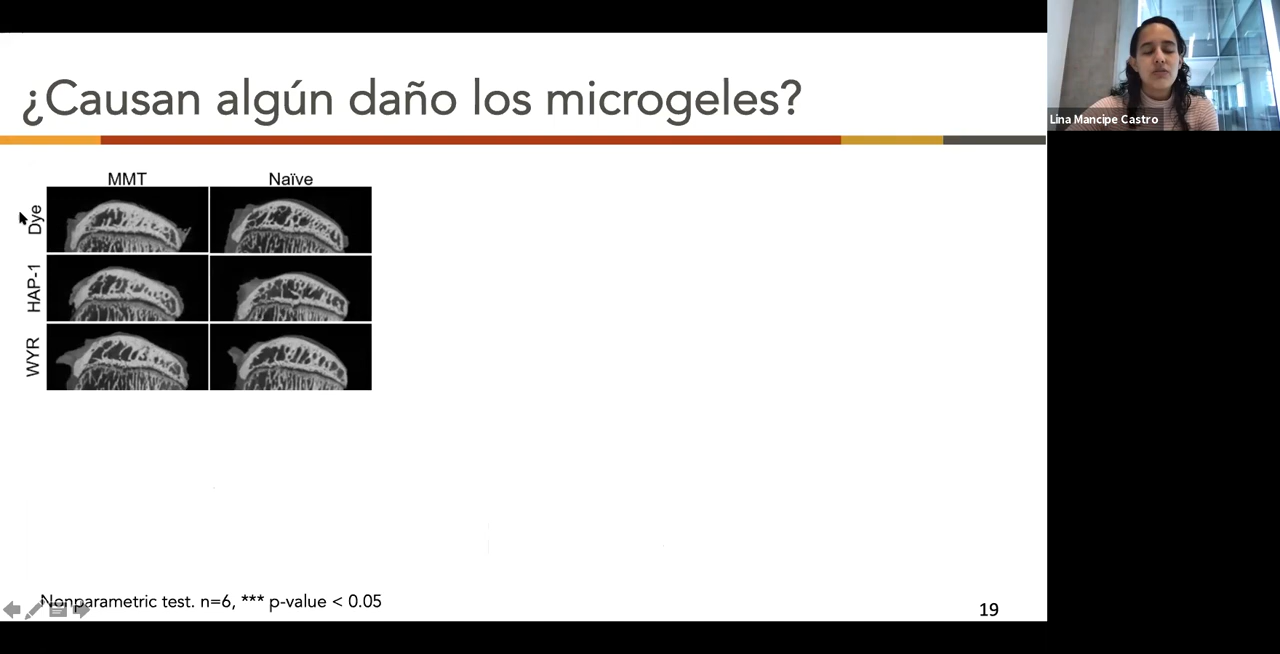 ¿Causan algún daño los microgeles?
Lina Mancipe Castro
MMT
Naïve
Dye
HAP-1
WYR
Nonparametric test. n=6, *** p-value < 0.05
19